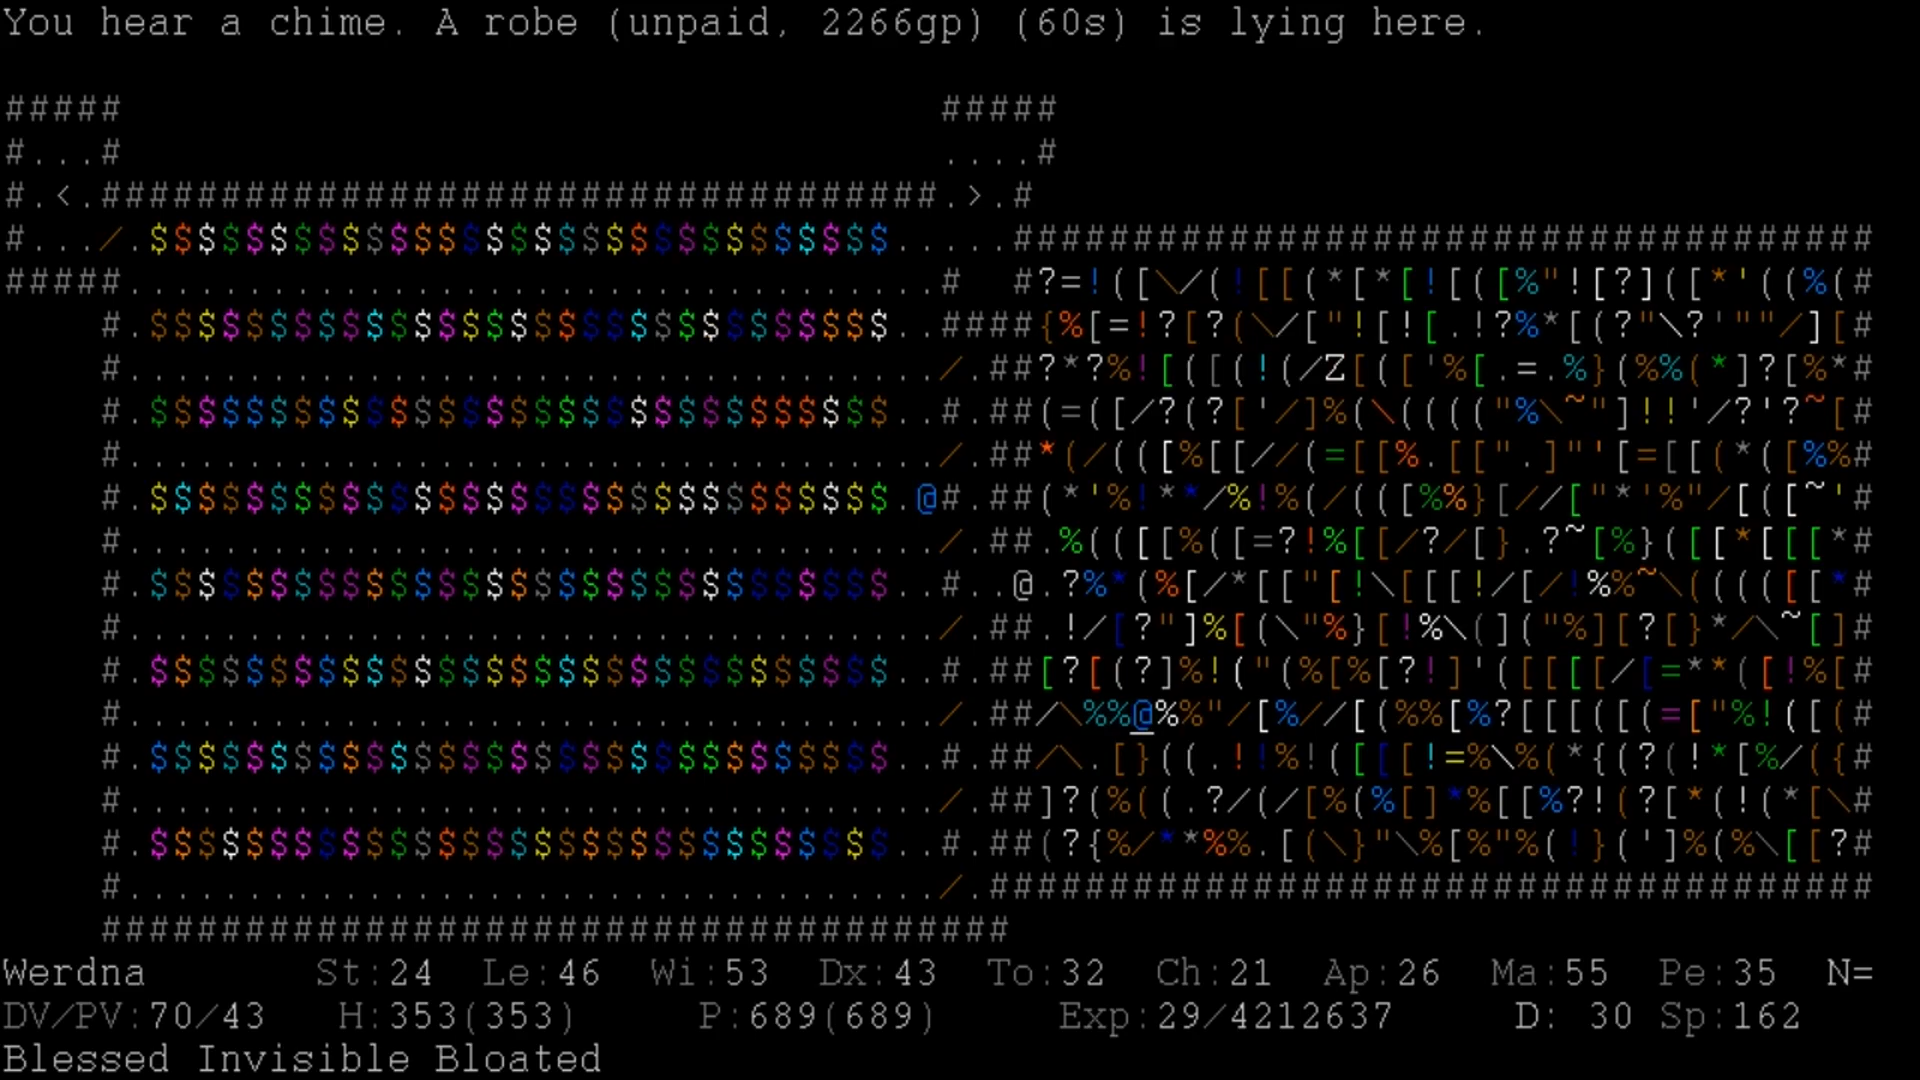 You hear a chime. A robe (unpaid, 2266gp) (60s) is lying here.
Werdna St:24 Le:46 Wi:53 Dx:43 To:32 Ch:21 Ap:26 Ma:55 Pe:35 N=
DV/PV:70/43 H:353(353) P:689(689) Exp:29/4212637 D: 30 Sp:162
Blessed Invisible Bloated